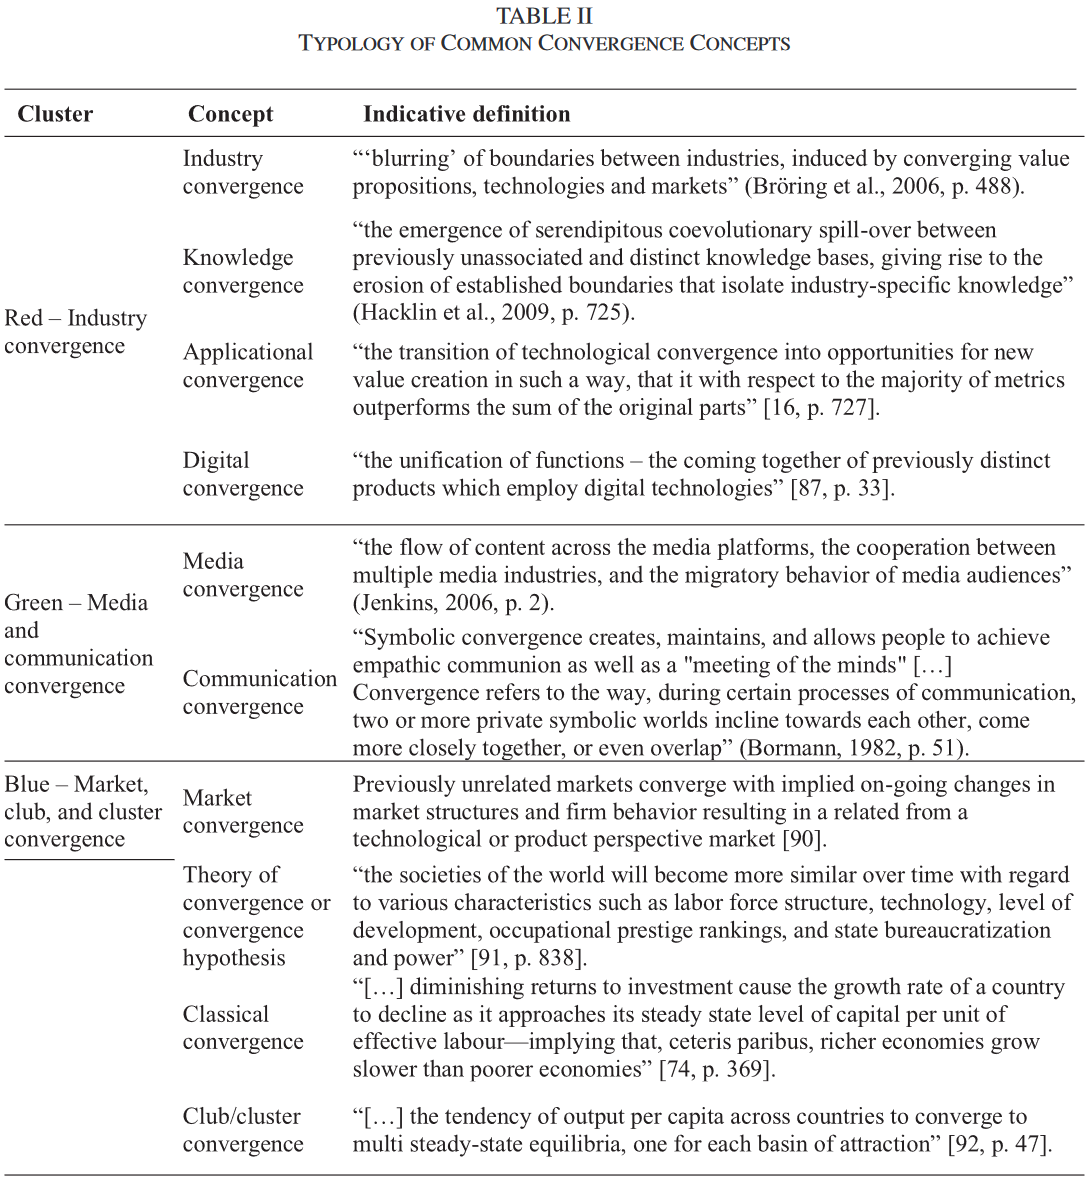 TABLE II
TYPOLOGY OF COMMON CONVERGENCE CONCEPTS
Cluster Concept Indicative definition
Red – Industry
convergence
Industry
convergence
“‘blurring’ of boundaries between industries, induced by converging value
propositions, technologies and markets” (Bröring et al., 2006, p. 488).
Knowledge
convergence
“the emergence of serendipitous coevolutionary spill-over between
previously unassociated and distinct knowledge bases, giving rise to the
erosion of established boundaries that isolate industry-specific knowledge”
(Hacklin et al., 2009, p. 725).
Applicational
convergence
“the transition of technological convergence into opportunities for new
value creation in such a way, that it with respect to the majority of metrics
outperforms the sum of the original parts” [16, p. 727].
Digital
convergence
“the unification of functions – the coming together of previously distinct
products which employ digital technologies” [87, p. 33].
Green – Media
and
communication
convergence
Media
convergence
“the flow of content across the media platforms, the cooperation between
multiple media industries, and the migratory behavior of media audiences”
(Jenkins, 2006, p. 2).
Communication
convergence
“Symbolic convergence creates, maintains, and allows people to achieve
empathic communion as well as a "meeting of the minds" […]
Convergence refers to the way, during certain processes of communication,
two or more private symbolic worlds incline towards each other, come
more closely together, or even overlap” (Bormann, 1982, p. 51).
Blue – Market,
club, and cluster
convergence
Market
convergence
Previously unrelated markets converge with implied on-going changes in
market structures and firm behavior resulting in a related from a
technological or product perspective market [90].
Theory of
convergence or
convergence
hypothesis
“the societies of the world will become more similar over time with regard
to various characteristics such as labor force structure, technology, level of
development, occupational prestige rankings, and state bureaucratization
and power” [91, p. 838].
Classical
convergence
“[…] diminishing returns to investment cause the growth rate of a country
to decline as it approaches its steady state level of capital per unit of
effective labour—implying that, ceteris paribus, richer economies grow
slower than poorer economies” [74, p. 369].
Club/cluster
convergence
“[…] the tendency of output per capita across countries to converge to
multi steady-state equilibria, one for each basin of attraction” [92, p. 47].